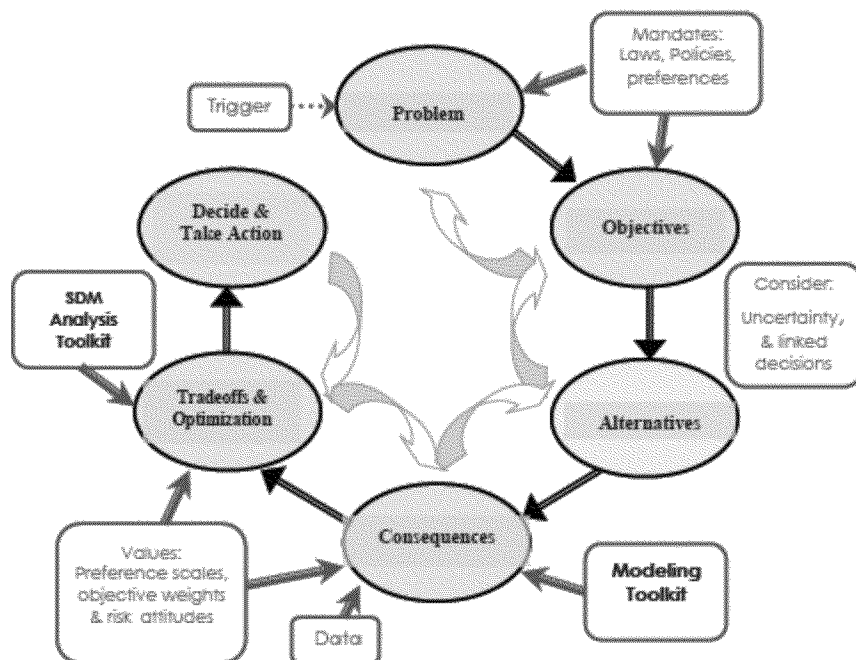 Mandates:
Laws, Policies,
preferences
Trigger
Problem
Decide &
Take Action
Objectives
SDM
Analysis
Toolkit
Consider:
Uncertainty,
& linked
decisions
Tradeoffs &
Optimization
Alternatives
Consequences
Values:
Preference scales,
objective weights
& risk attitudes
Modeling
Toolkit
Data